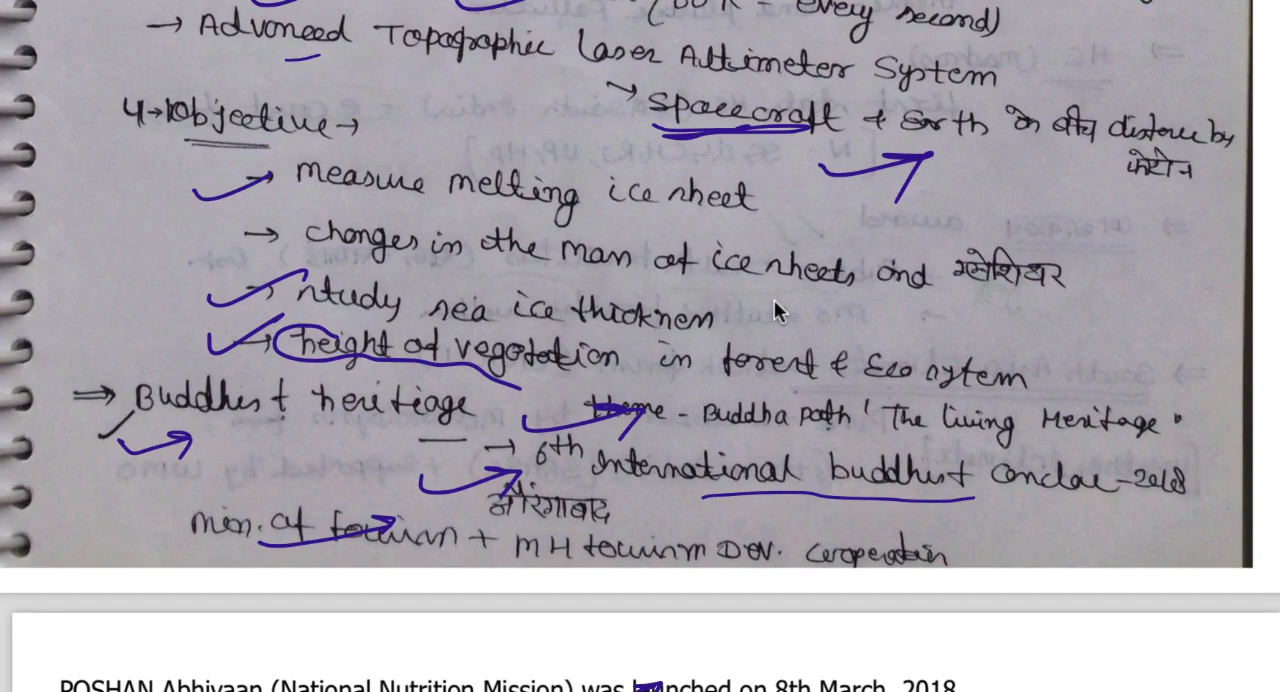 every second)
→ Advanced Topographic Laser Altimeter System
→ spacecraft + Earth के बीच distance by फोटोन
4→ Objective →
→ measure melting ice sheet
→ changes in the mass of ice sheets and ग्लेशियर
→ study sea ice thickness
→ height of vegetation in forest & Eco system
⇒ Buddhist heritage
theme - Buddha path 'The living Heritage"
→ 6th International buddhist Conclave-2018
औरंगाबाद
min. of tourism + MH tourism Dev.
POSHAN Abhiyaan (National Nutrition Mission) was launched on 8th March, 2018